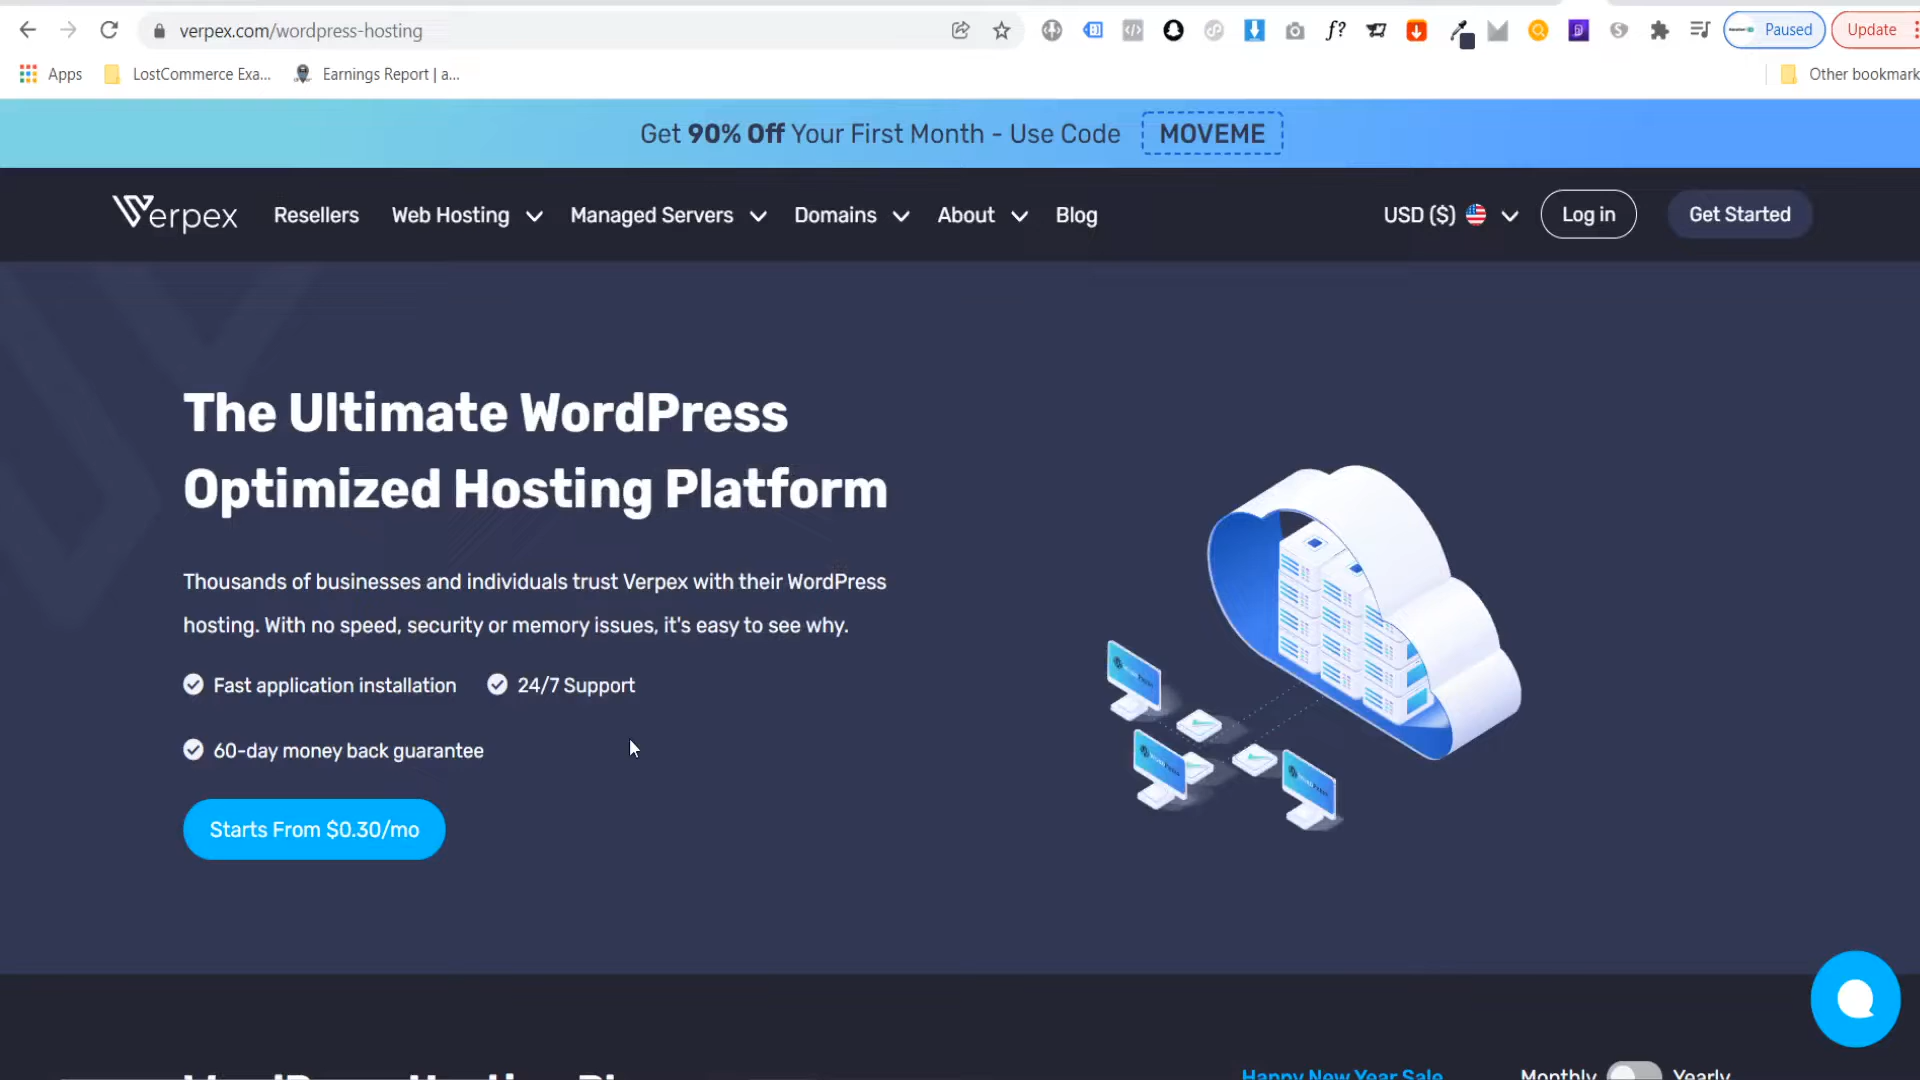 verpex.com/wordpress-hosting
Paused
Update
Apps
LostCommerce Exa...
Earnings Report | a...
Other bookmark
Get 90% Off Your First Month - Use Code MOVEME
Verpex
Resellers
Web Hosting
Managed Servers
Domains
About
Blog
USD ($)
Log in
Get Started
The Ultimate WordPress
Optimized Hosting Platform
Thousands of businesses and individuals trust Verpex with their WordPress
hosting. With no speed, security or memory issues, it's easy to see why.
Fast application installation
24/7 Support
60-day money back guarantee
Starts From $0.30/mo
Happy New Year Sale
Monthly
Yearly